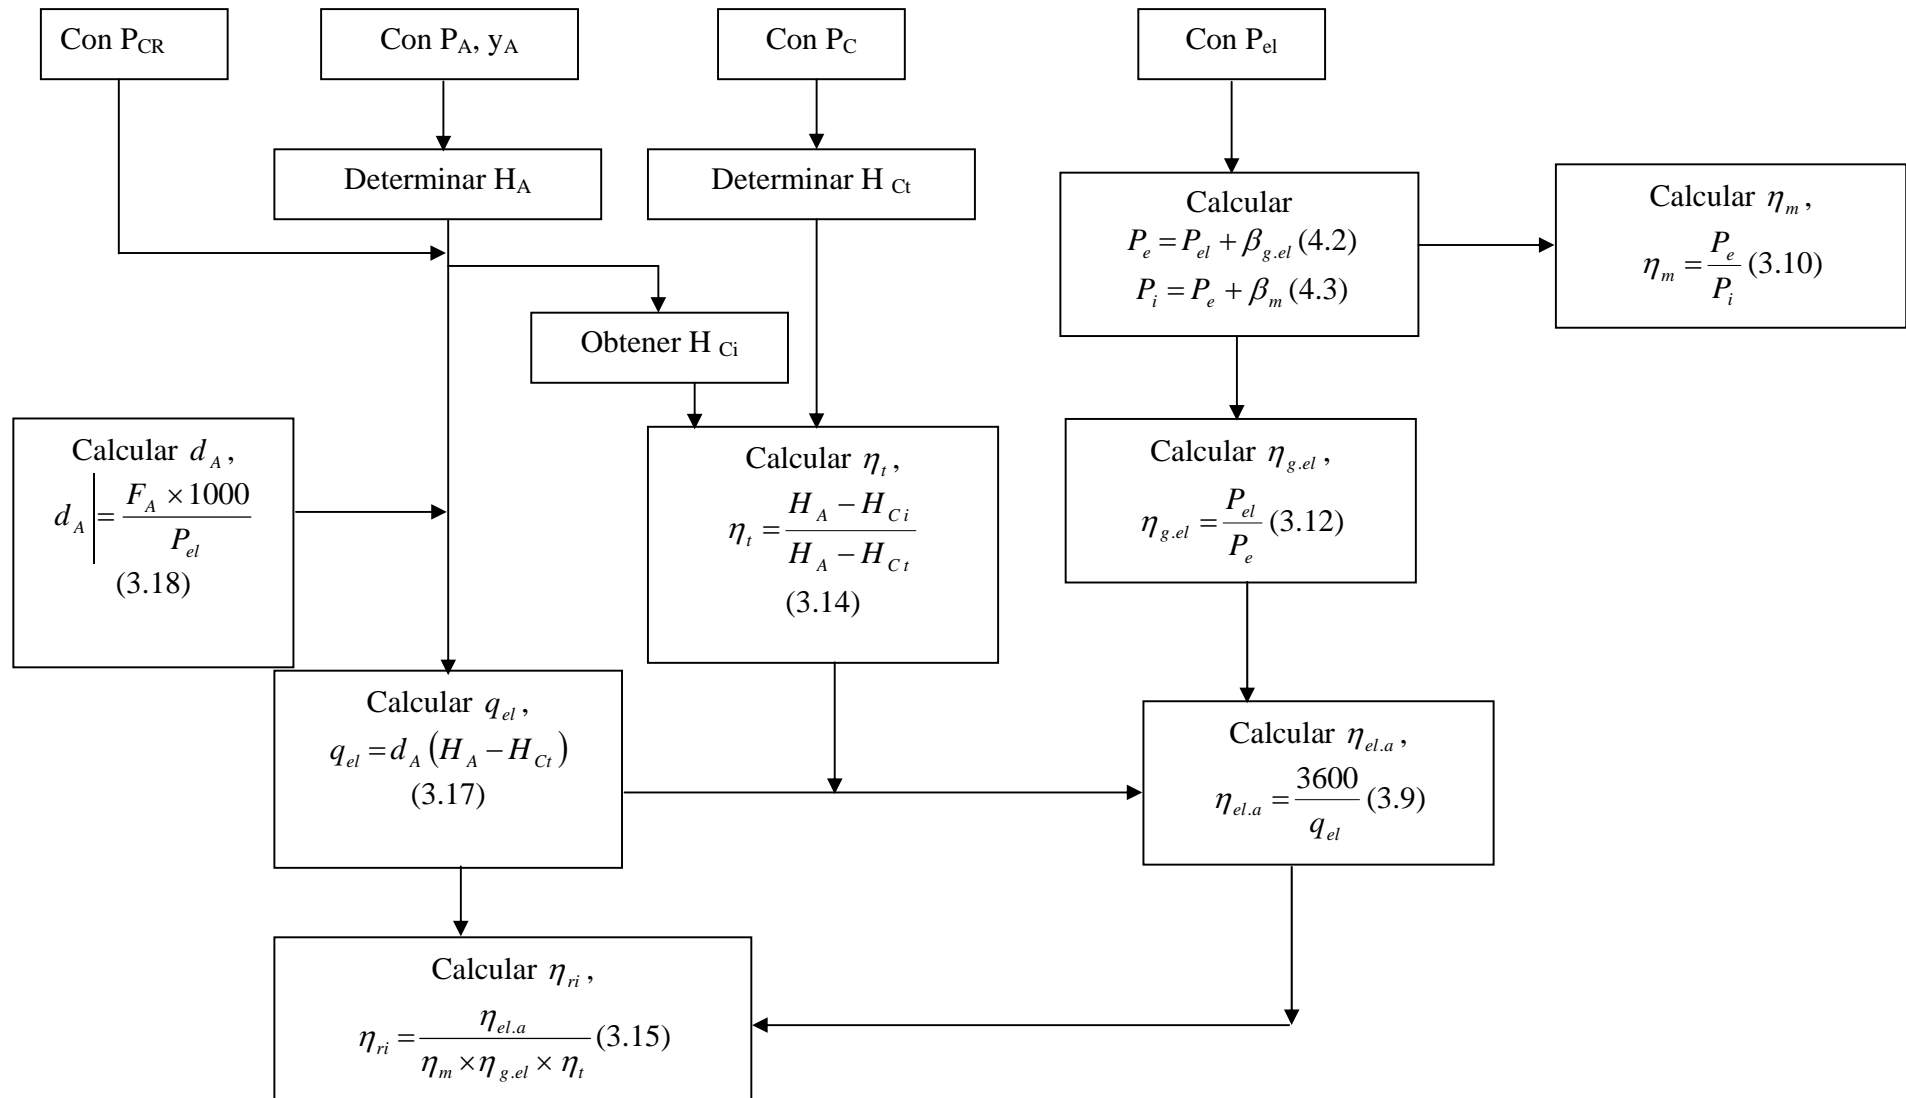 Con P_CR
Con P_A, y_A
Con P_C
Con P_el
Determinar H_A
Determinar H _Ct
Calcular
P_e = P_el + β_g.el (4.2)
P_i = P_e + β_m (4.3)
Calcular η_m ,
η_m = P_e / P_i (3.10)
Obtener H _Ci
Calcular d_A ,
d_A |= F_A × 1000 / P_el
(3.18)
Calcular η_t ,
η_t = H_A − H_Ci / H_A − H_Ct
(3.14)
Calcular η_g.el ,
η_g.el = P_el / P_e (3.12)
Calcular q_el ,
q_el = d_A (H_A − H_Ct)
(3.17)
Calcular η_el.a ,
η_el.a = 3600 / q_el (3.9)
Calcular η_ri ,
η_ri = η_el.a / η_m × η_g.el × η_t (3.15)